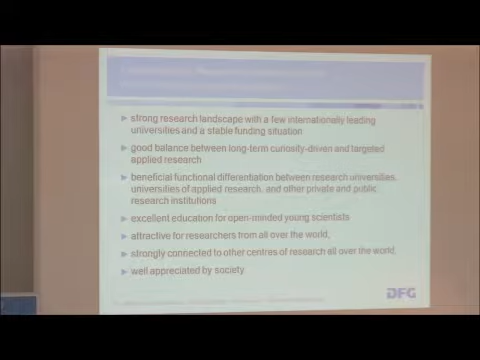 strong research landscape with a few internationally leading
universities and a stable funding situation
good balance between long-term curiosity-driven and targeted
applied research
beneficial functional differentiation between research universities,
universities of applied research, and other private and public
research institutions
excellent education for open-minded young scientists
attractive for researchers from all over the world,
strongly connected to other centres of research all over the world,
well appreciated by society
DFG